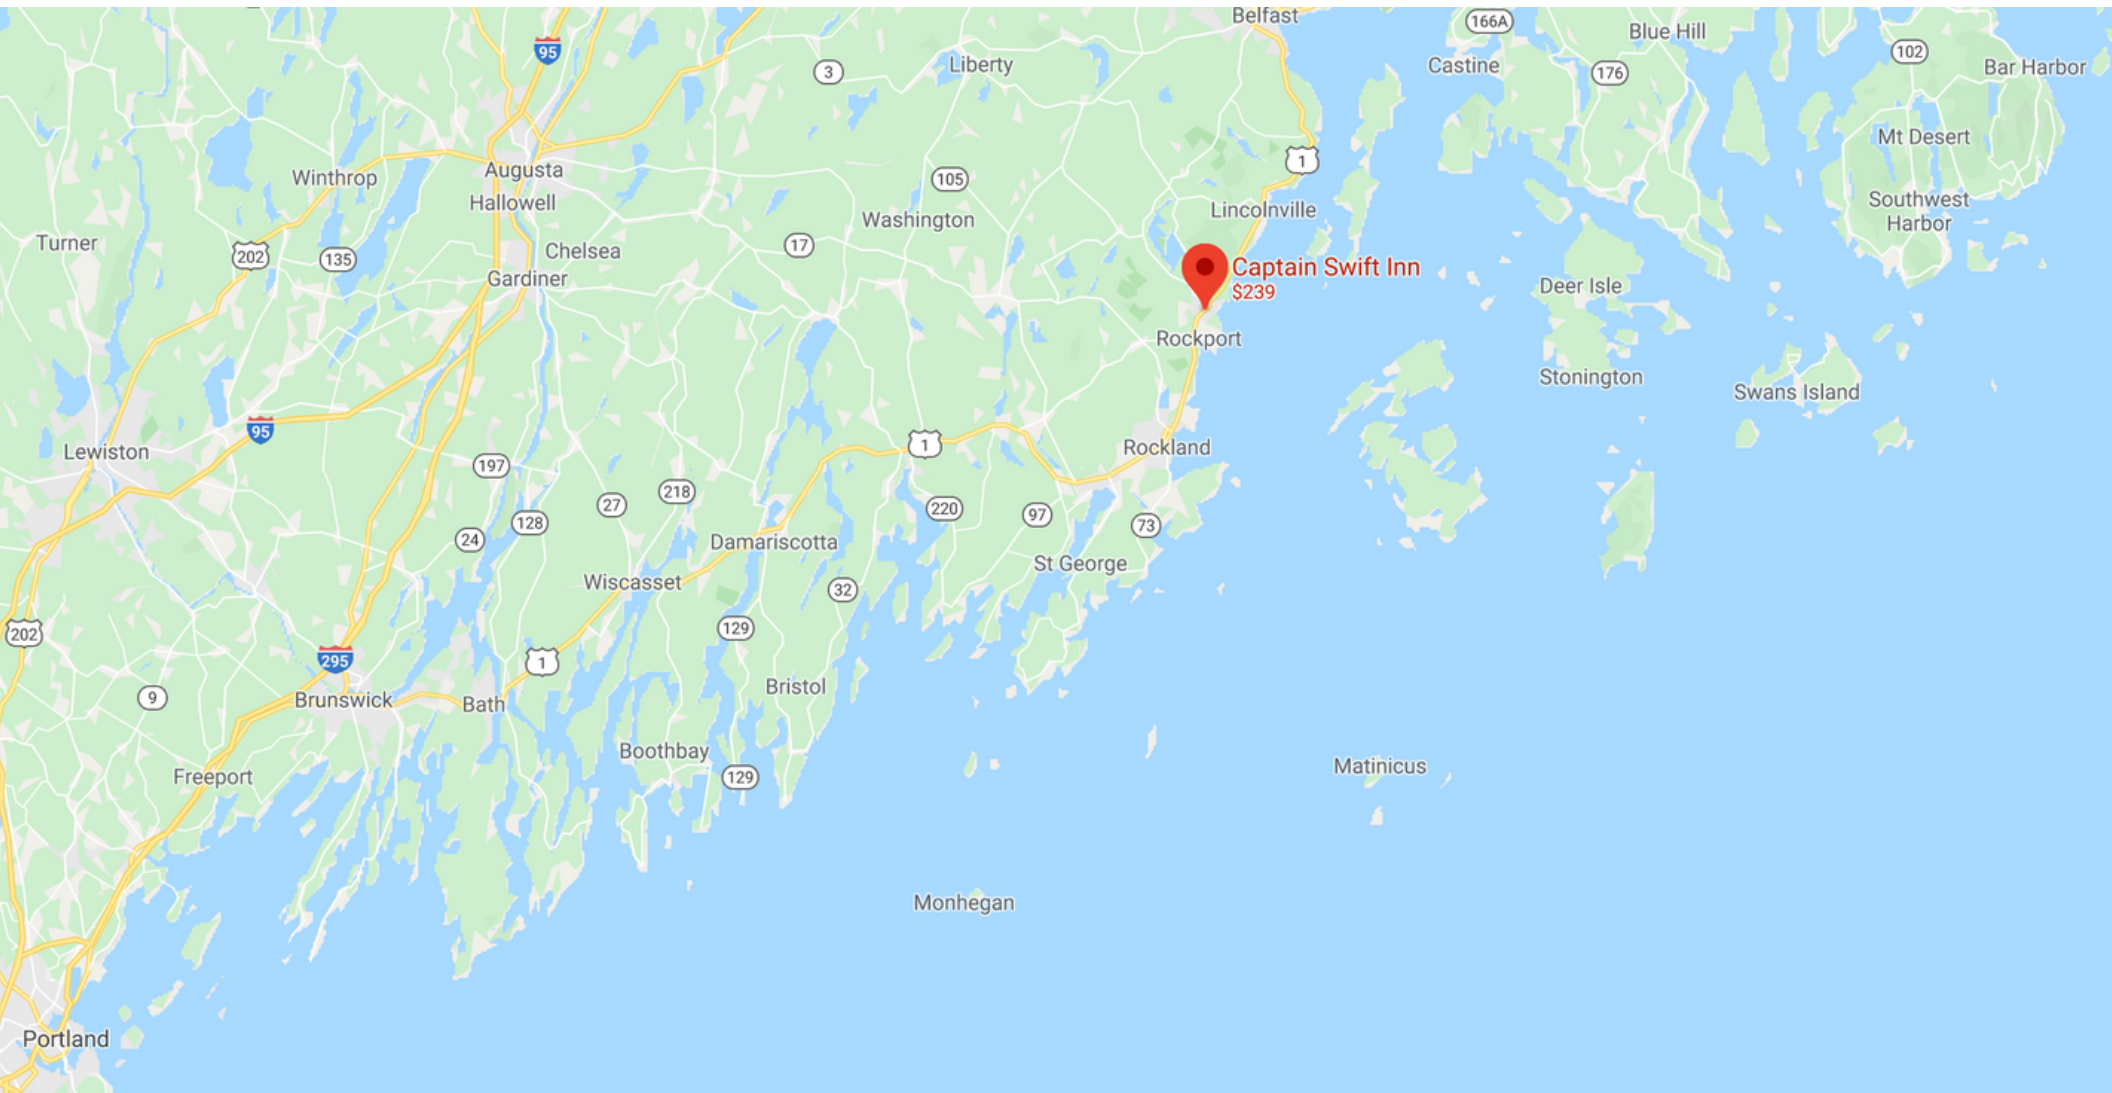 Belfast
166A
Blue Hill
95
3
Liberty
Castine
176
102
Bar Harbor
Mt Desert
1
Winthrop
Augusta
105
Hallowell
Washington
Lincolnville
Southwest
Harbor
Turner
202
135
Chelsea
17
Gardiner
Captain Swift Inn
$239
Deer Isle
Rockport
Stonington
Swans Island
95
Lewiston
1
Rockland
197
27
218
220
97
73
128
24
Damariscotta
St George
Wiscasset
32
202
129
295
1
9
Brunswick
Bath
Bristol
Boothbay
Freeport
129
Matinicus
Monhegan
Portland